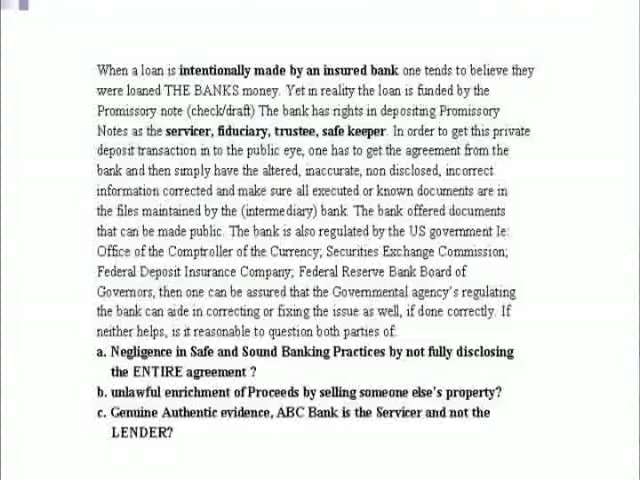 When a loan is intentionally made by an insured bank one tends to believe they
were loaned THE BANKS money. Yet in reality the loan is funded by the
Promissory note (check/draft) The bank has rights in depositing Promissory
Notes as the servicer, fiduciary, trustee, safe keeper. In order to get this private
deposit transaction in to the public eye, one has to get the agreement from the
bank and then simply have the altered, inaccurate, non disclosed, incorrect
information corrected and make sure all executed or known documents are in
the files maintained by the (intermediary) bank. The bank offered documents
that can be made public. The bank is also regulated by the US government Ie:
Office of the Comptroller of the Currency; Securities Exchange Commission;
Federal Deposit Insurance Company; Federal Reserve Bank Board of
Governors, then one can be assured that the Governmental agency's regulating
the bank can aide in correcting or fixing the issue as well, if done correctly. If
neither helps, is it reasonable to question both parties of:
a. Negligence in Safe and Sound Banking Practices by not fully disclosing
the ENTIRE agreement ?
b. unlawful enrichment of Proceeds by selling someone else's property?
c. Genuine Authentic evidence, ABC Bank is the Servicer and not the
LENDER?